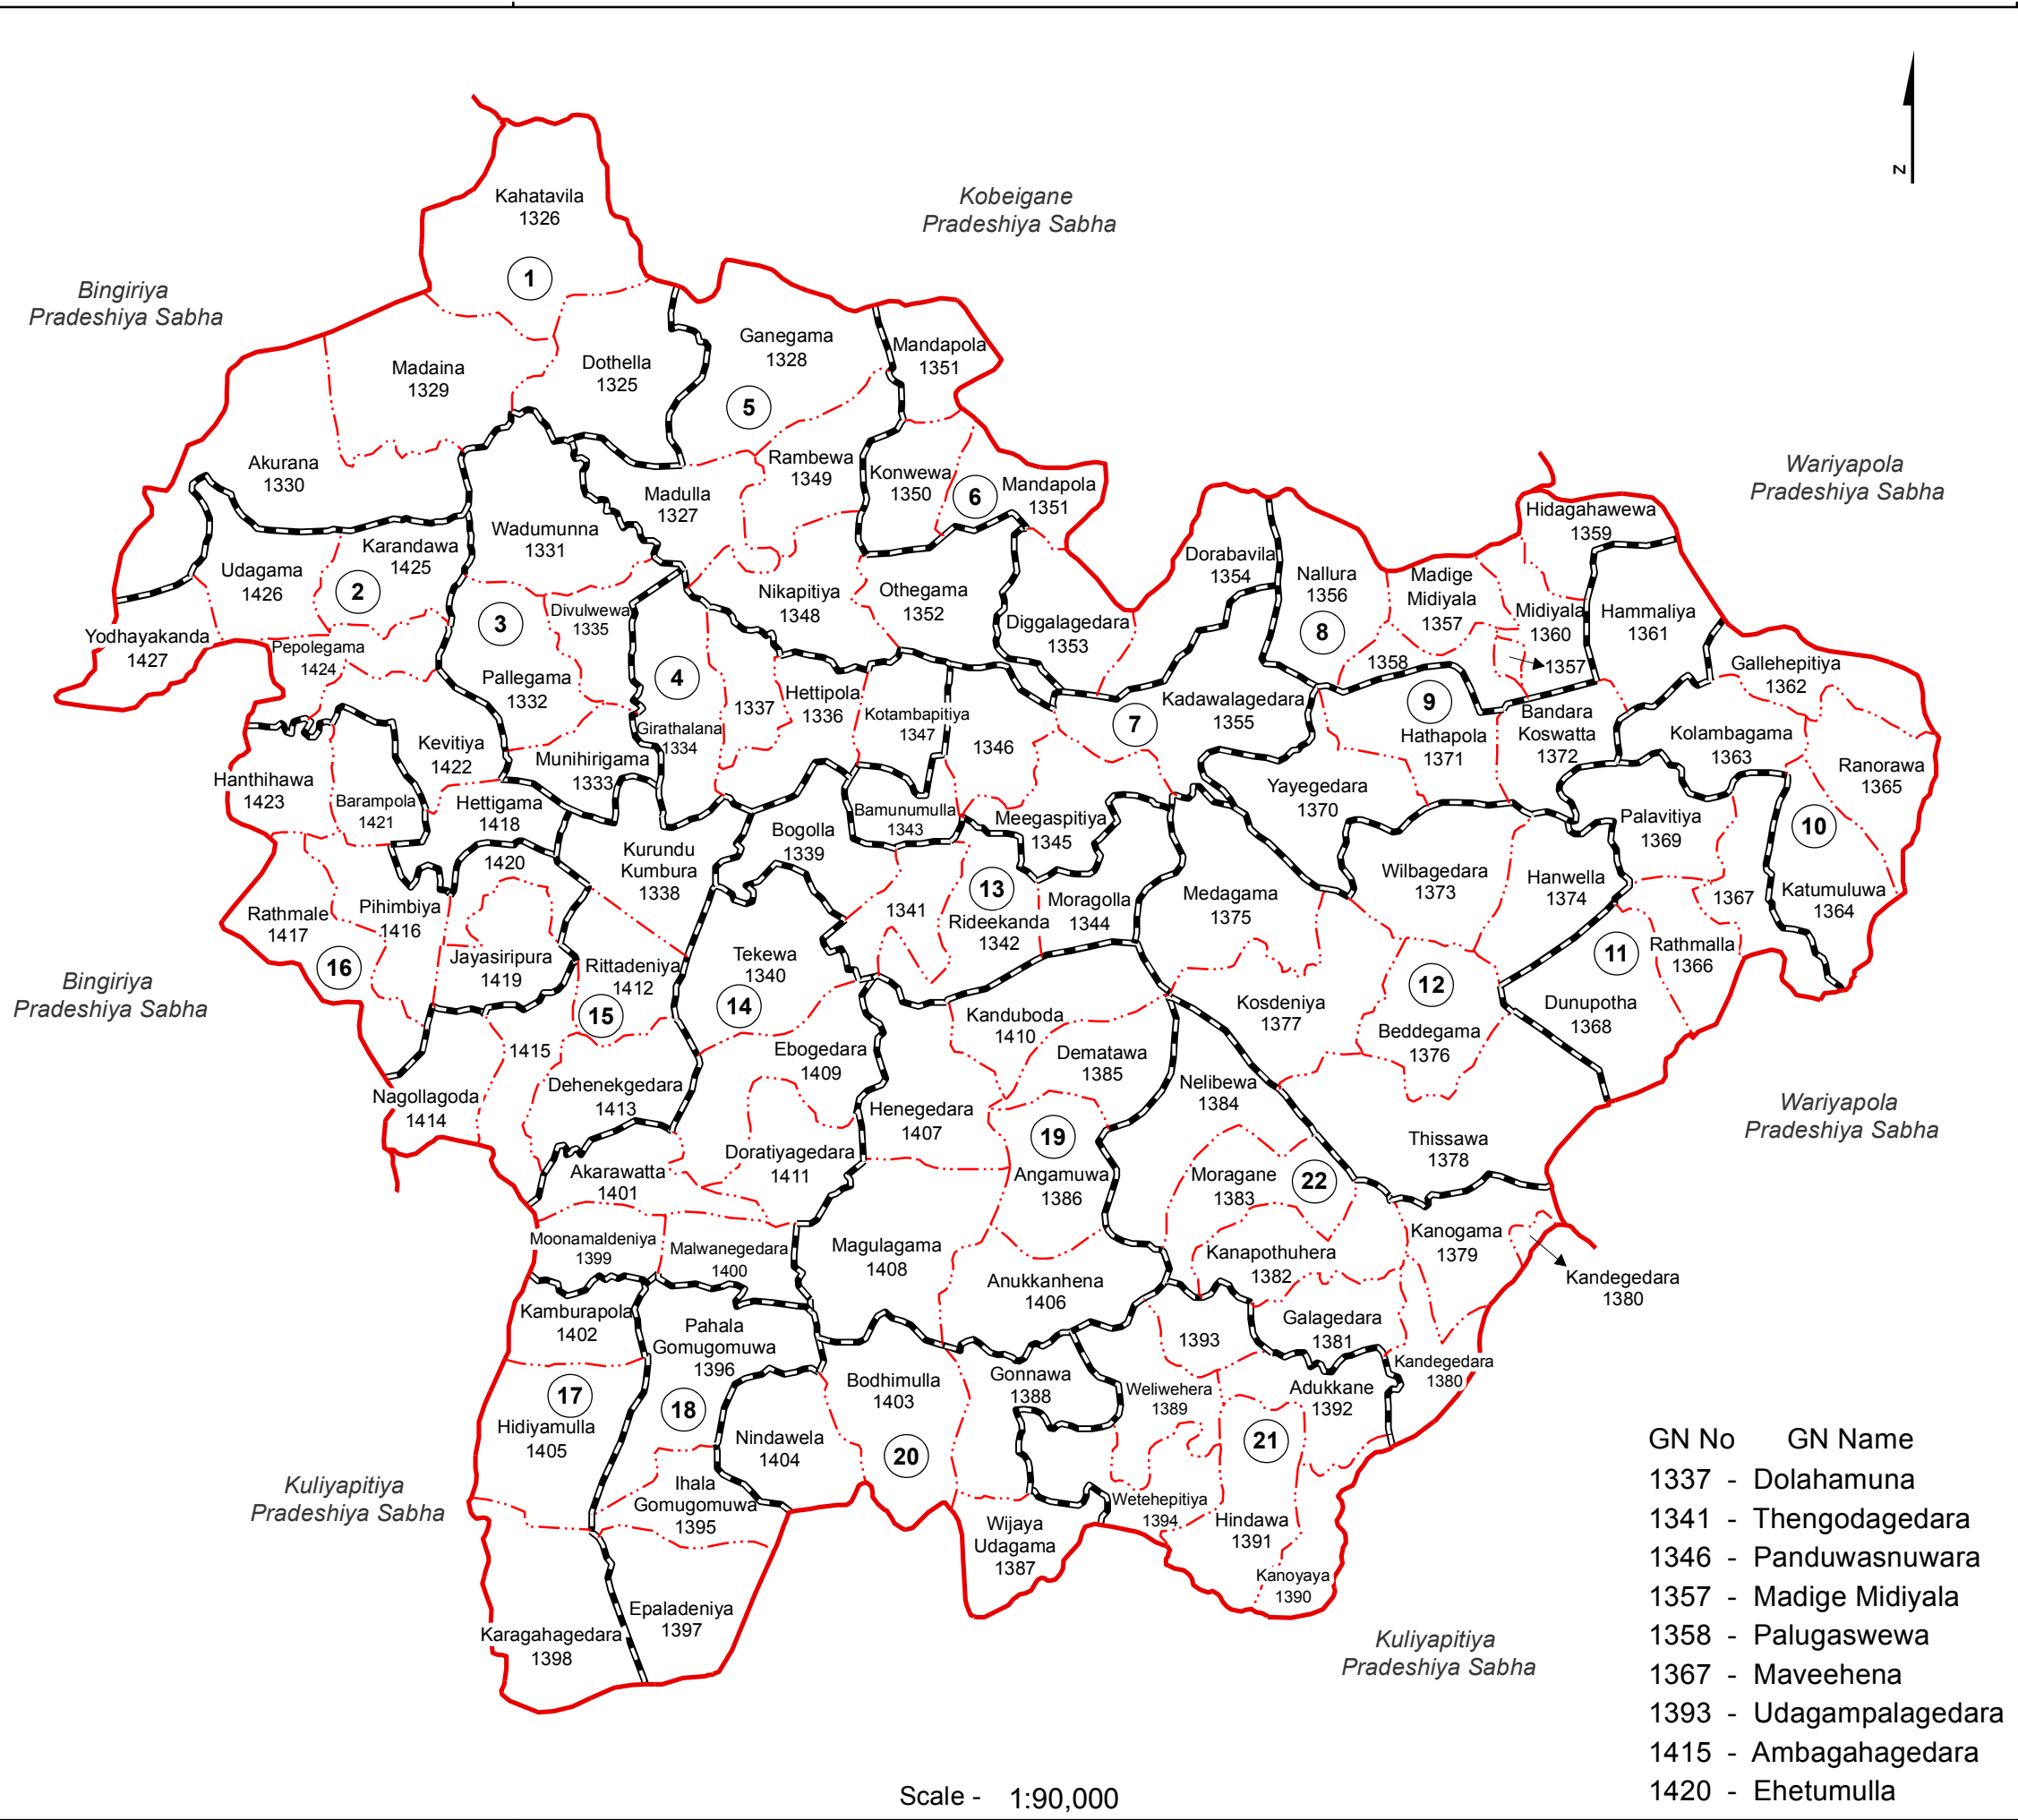 Kobeigane
Pradeshiya Sabha
Bingiriya
Pradeshiya Sabha
Wariyapola
Pradeshiya Sabha
N
Kahatavila
1326
1
Madaina
1329
Dothella
1325
Ganegama
1328
5
Mandapola
1351
Akurana
1330
Rambewa
1349
Konwewa
1350
6
Mandapola
1351
Madulla
1327
Wadumunna
1331
Karandawa
1425
Udagama
1426
2
Yodhayakanda
1427
Pepolegama
1424
3
Divulwewa
1335
Pallegama
1332
4
Girathalana
1334
1337
Nikapitiya
1348
Othegama
1352
Diggalagedara
1353
Dorabavila
1354
Nallura
1356
8
Madige
Midiyala
1357
Hidagahawewa
1359
Midiyala
1360
1357
1358
Hammaliya
1361
Gallehepitiya
1362
Hettipola
1336
Kotambapitiya
1347
1346
7
Kadawalagedara
1355
9
Hathapola
1371
Bandara
Koswatta
1372
Kolambagama
1363
Ranorawa
1365
Hanthihawa
1423
Kevitiya
1422
Munihirigama
1333
Barampola
1421
Hettigama
1418
1420
Kurundu
Kumbura
1338
Bogolla
1339
Bamunumulla
1343
Meegaspitiya
1345
Yayegedara
1370
Palavitiya
1369
10
Wilbagedara
1373
Hanwella
1374
1367
Katumuluwa
1364
Rathmale
1417
Pihimbiya
1416
16
Jayasiripura
1419
Rittadeniya
1412
15
Tekewa
1340
14
1341
13
Rideekanda
1342
Moragolla
1344
Medagama
1375
11
Rathmalla
1366
12
Dunupotha
1368
Beddegama
1376
Kosdeniya
1377
Bingiriya
Pradeshiya Sabha
1415
Nagollagoda
1414
Dehenekgedara
1413
Ebogedara
1409
Kanduboda
1410
Dematawa
1385
Nelibewa
1384
Henegedara
1407
19
Angamuwa
1386
Thissawa
1378
Wariyapola
Pradeshiya Sabha
Akarawatta
1401
Doratiyagedara
1411
Moragane
1383
22
Kanogama
1379
Kandegedara
1380
Moonamaldeniya
1399
Malwanegedara
1400
Magulagama
1408
Anukkanhena
1406
Kanapothuhera
1382
Galagedara
1381
1393
Kandegedara
1380
Kamburapola
1402
Pahala
Gomugomuwa
1396
17
Hidiyamulla
1405
18
Nindawela
1404
Bodhimulla
1403
20
Gonnawa
1388
Weliwehera
1389
Adukkane
1392
21
Ihala
Gomugomuwa
1395
Wijaya
Udagama
1387
Wetehepitiya
1394
Hindawa
1391
Kanoyaya
1390
Kuliyapitiya
Pradeshiya Sabha
Epaladeniya
1397
Karagahagedara
1398
Kuliyapitiya
Pradeshiya Sabha
GN No GN Name
1337 - Dolahamuna
1341 - Thengodagedara
1346 - Panduwasnuwara
1357 - Madige Midiyala
1358 - Palugaswewa
1367 - Maveehena
1393 - Udagampalagedara
1415 - Ambagahagedara
1420 - Ehetumulla
Scale - 1:90,000